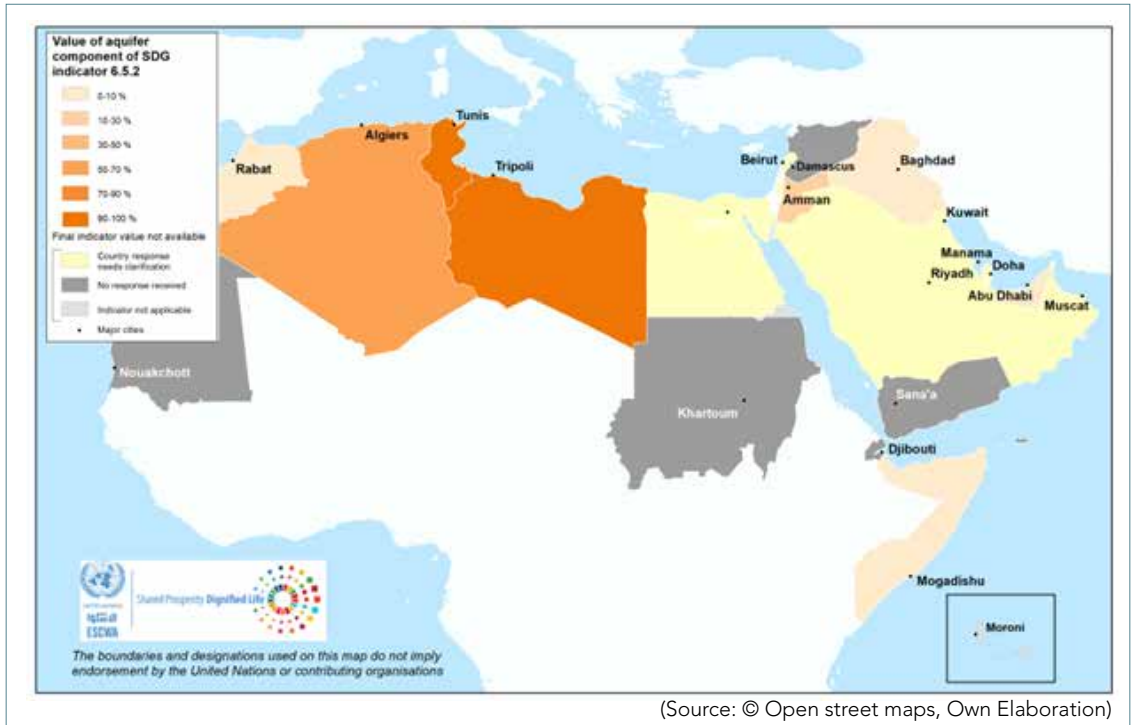 Value of aquifer
component of SDG
indicator 6.5.2
0-10 %
10-30 %
30-50 %
50-70 %
70-90 %
90-100 %
Final indicator value not available
Country response
needs clarification
No response received
Indicator not applicable
Major cities
Tunis
Algiers
Rabat
Tripoli
Beirut
Damascus
Baghdad
Amman
Kuwait
Manama
Doha
Riyadh
Abu Dhabi
Muscat
Nouakchott
Khartoum
Sana'a
Djibouti
Mogadishu
Moroni
Shared Prosperity Dignified Life
ESCWA
The boundaries and designations used on this map do not imply
endorsement by the United Nations or contributing organisations
(Source: © Open street maps, Own Elaboration)